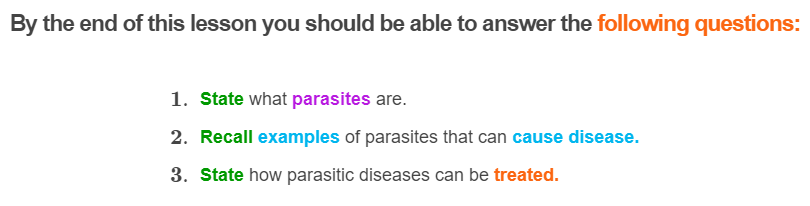 By the end of this lesson you should be able to answer the following questions:
1. State what parasites are.
2. Recall examples of parasites that can cause disease.
3. State how parasitic diseases can be treated.